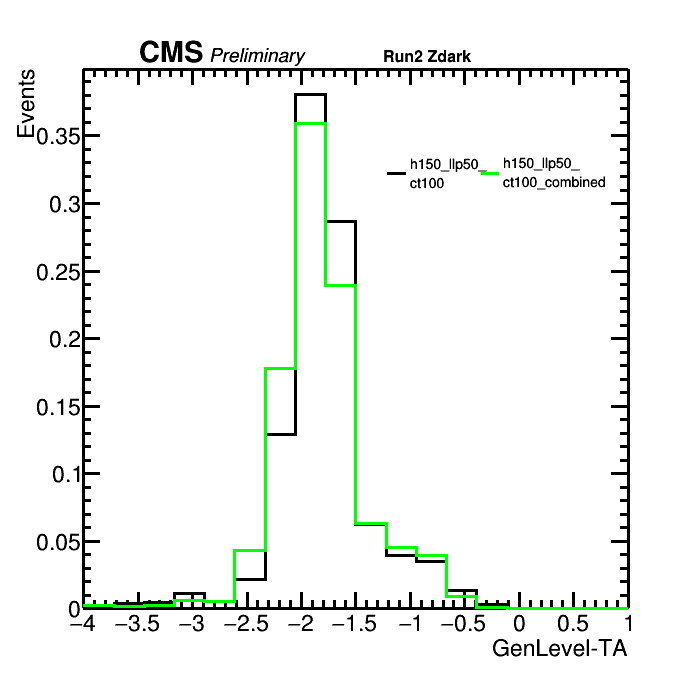 CMS Preliminary Run2 Zdark
Events
0.35
0.3
0.25
0.2
0.15
0.1
0.05
0
h150_llp50_ h150_llp50_
ct100 ct100_combined
−4 −3.5 −3 −2.5 −2 −1.5 −1 −0.5 0 0.5 1
GenLevel-TA